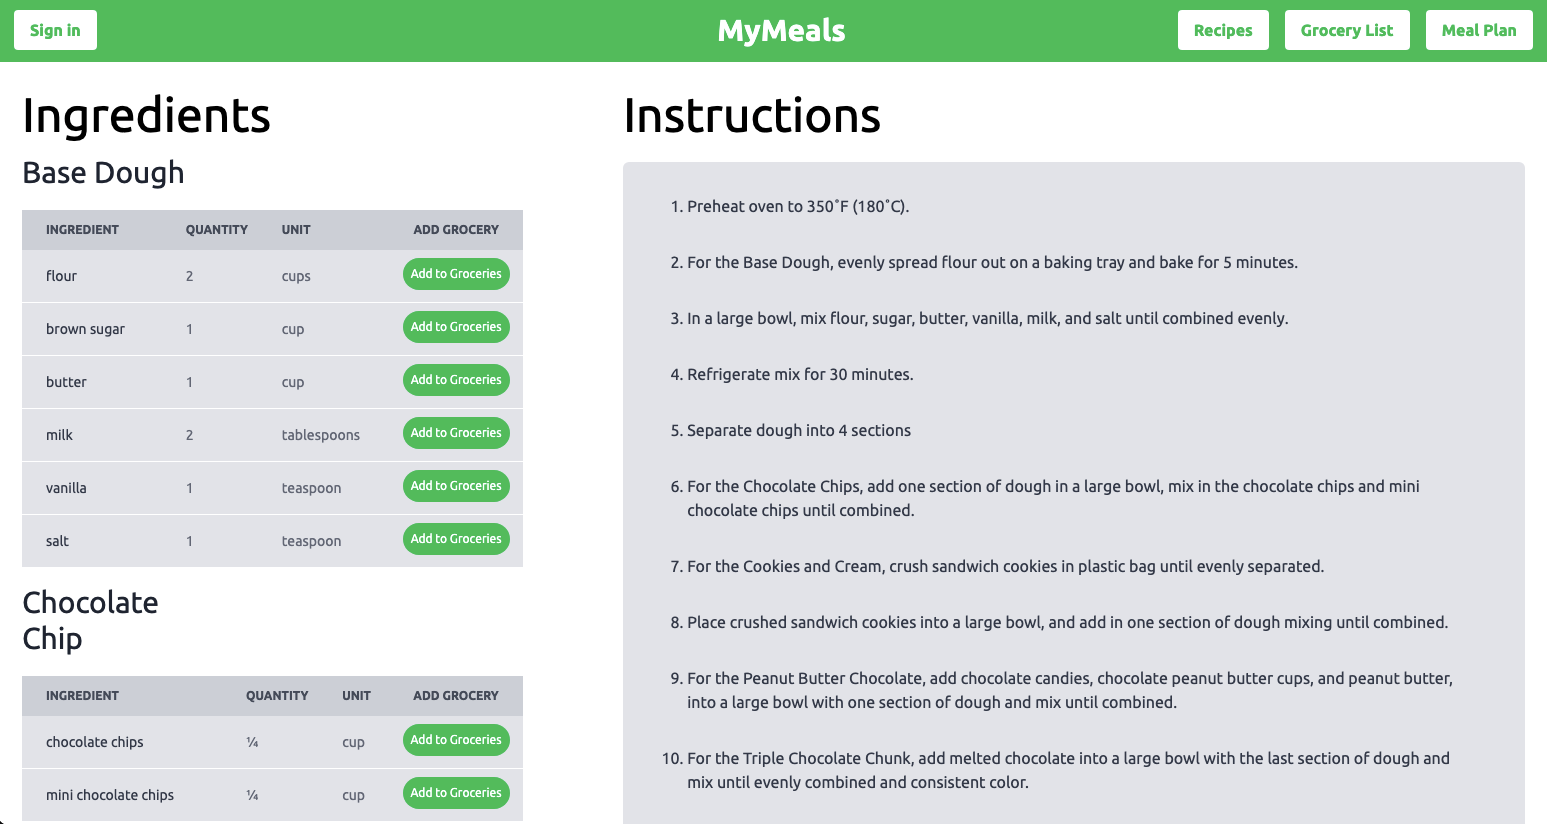 Sign in
MyMeals
Recipes
Grocery List
Meal Plan
Ingredients
Base Dough
INGREDIENT QUANTITY UNIT ADD GROCERY
flour 2 cups Add to Groceries
brown sugar 1 cup Add to Groceries
butter 1 cup Add to Groceries
milk 2 tablespoons Add to Groceries
vanilla 1 teaspoon Add to Groceries
salt 1 teaspoon Add to Groceries
Chocolate
Chip
INGREDIENT QUANTITY UNIT ADD GROCERY
chocolate chips ¼ cup Add to Groceries
mini chocolate chips ¼ cup Add to Groceries
Instructions
1. Preheat oven to 350˚F (180˚C).
2. For the Base Dough, evenly spread flour out on a baking tray and bake for 5 minutes.
3. In a large bowl, mix flour, sugar, butter, vanilla, milk, and salt until combined evenly.
4. Refrigerate mix for 30 minutes.
5. Separate dough into 4 sections
6. For the Chocolate Chips, add one section of dough in a large bowl, mix in the chocolate chips and mini
chocolate chips until combined.
7. For the Cookies and Cream, crush sandwich cookies in plastic bag until evenly separated.
8. Place crushed sandwich cookies into a large bowl, and add in one section of dough mixing until combined.
9. For the Peanut Butter Chocolate, add chocolate candies, chocolate peanut butter cups, and peanut butter,
into a large bowl with one section of dough and mix until combined.
10. For the Triple Chocolate Chunk, add melted chocolate into a large bowl with the last section of dough and
mix until evenly combined and consistent color.